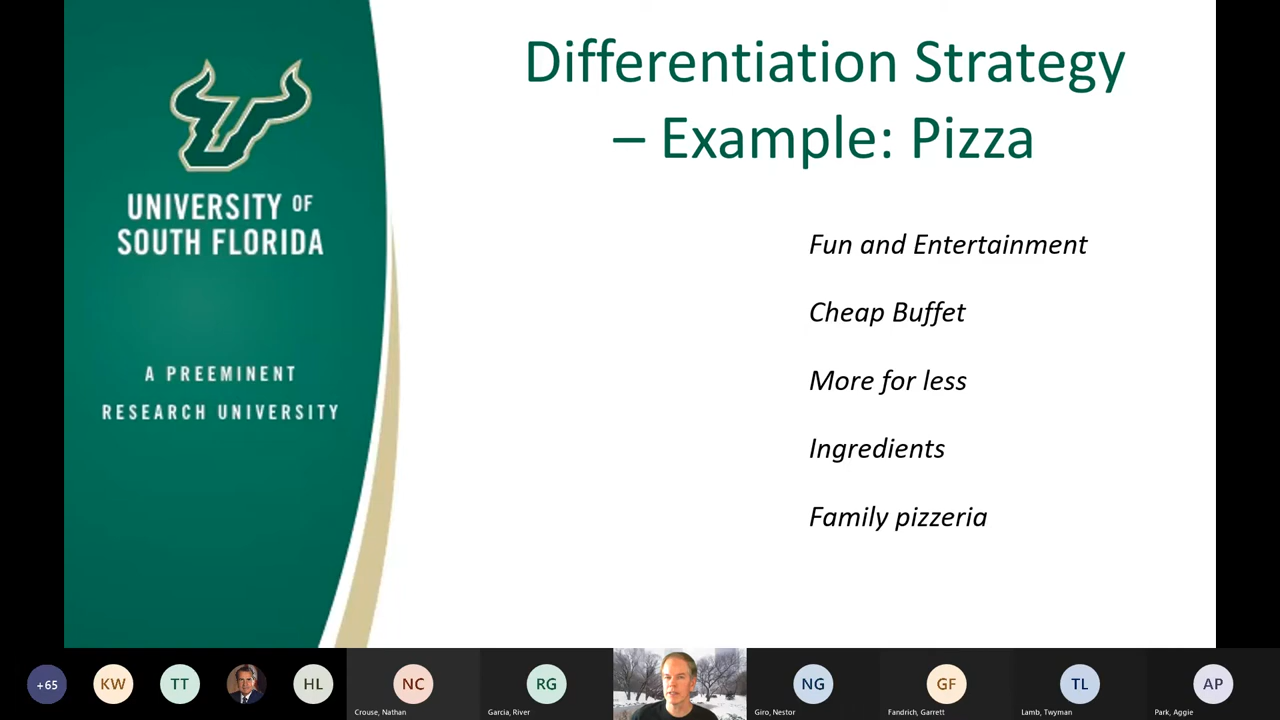 Differentiation Strategy
– Example: Pizza
UNIVERSITY OF
SOUTH FLORIDA
A PREEMINENT
RESEARCH UNIVERSITY
Fun and Entertainment
Cheap Buffet
More for less
Ingredients
Family pizzeria
+65
KW
TT
HL
NC
RG
NG
GF
TL
AP
Crouse, Nathan
Garcia, River
Giro, Nestor
Fandrich, Garrett
Lamb, Twyman
Park, Aggie